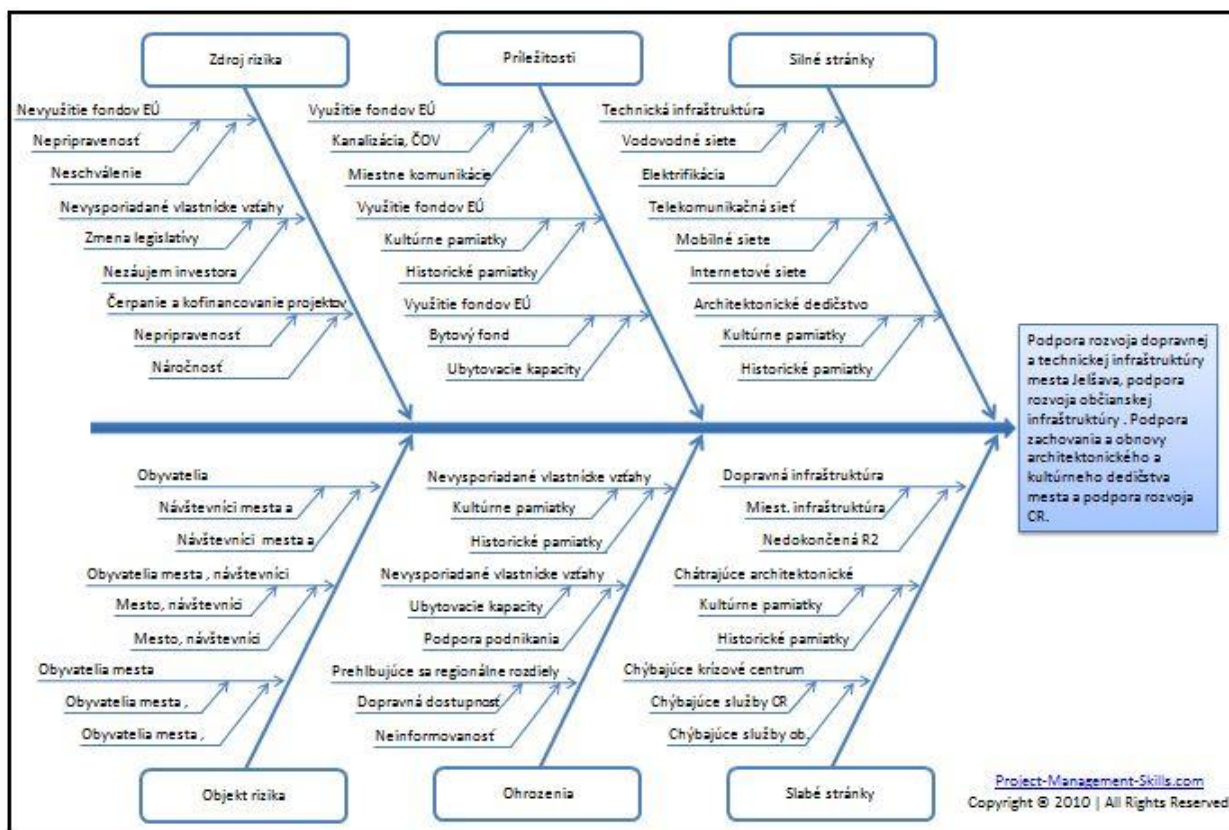 Zdroj rizika
Príležitosti
Silné stránky
Nevyužitie fondov EÚ
Nepripravenosť
Neschválenie
Nevysporiadané vlastnícke vzťahy
Zmena legislatívy
Nezáujem investora
Čerpanie a kofinancovanie projektov
Nepripravenosť
Náročnosť
Využitie fondov EÚ
Kanalizácia, ČOV
Miestne komunikácie
Využitie fondov EÚ
Kultúrne pamiatky
Historické pamiatky
Využitie fondov EÚ
Bytový fond
Ubytovacie kapacity
Technická infraštruktúra
Vodovodné siete
Elektrifikácia
Telekomunikačná sieť
Mobilné siete
Internetové siete
Architektonické dedičstvo
Kultúrne pamiatky
Historické pamiatky
Podpora rozvoja dopravnej
a technickej infraštruktúry
mesta Jelšava, podpora
rozvoja občianskej
infraštruktúry . Podpora
zachovania a obnovy
architektonického a
kultúrneho dedičstva
mesta a podpora rozvoja
CR.
Obyvatelia
Návštevníci mesta a
Návštevníci mesta a
Obyvatelia mesta , návštevníci
Mesto, návštevníci
Mesto, návštevníci
Obyvatelia mesta
Obyvatelia mesta ,
Obyvatelia mesta ,
Nevysporiadané vlastnícke vzťahy
Kultúrne pamiatky
Historické pamiatky
Nevysporiadané vlastnícke vzťahy
Ubytovacie kapacity
Podpora podnikania
Prehlbujúce sa regionálne rozdiely
Dopravná dostupnosť
Neinformovanosť
Dopravná infraštruktúra
Miest. infraštruktúra
Nedokončená R2
Chátrajúce architektonické
Kultúrne pamiatky
Historické pamiatky
Chýbajúce krízové centrum
Chýbajúce služby CR
Chýbajúce služby ob.
Objekt rizika
Ohrozenia
Slabé stránky
Project-Management-Skills.com
Copyright © 2010 | All Rights Reserved